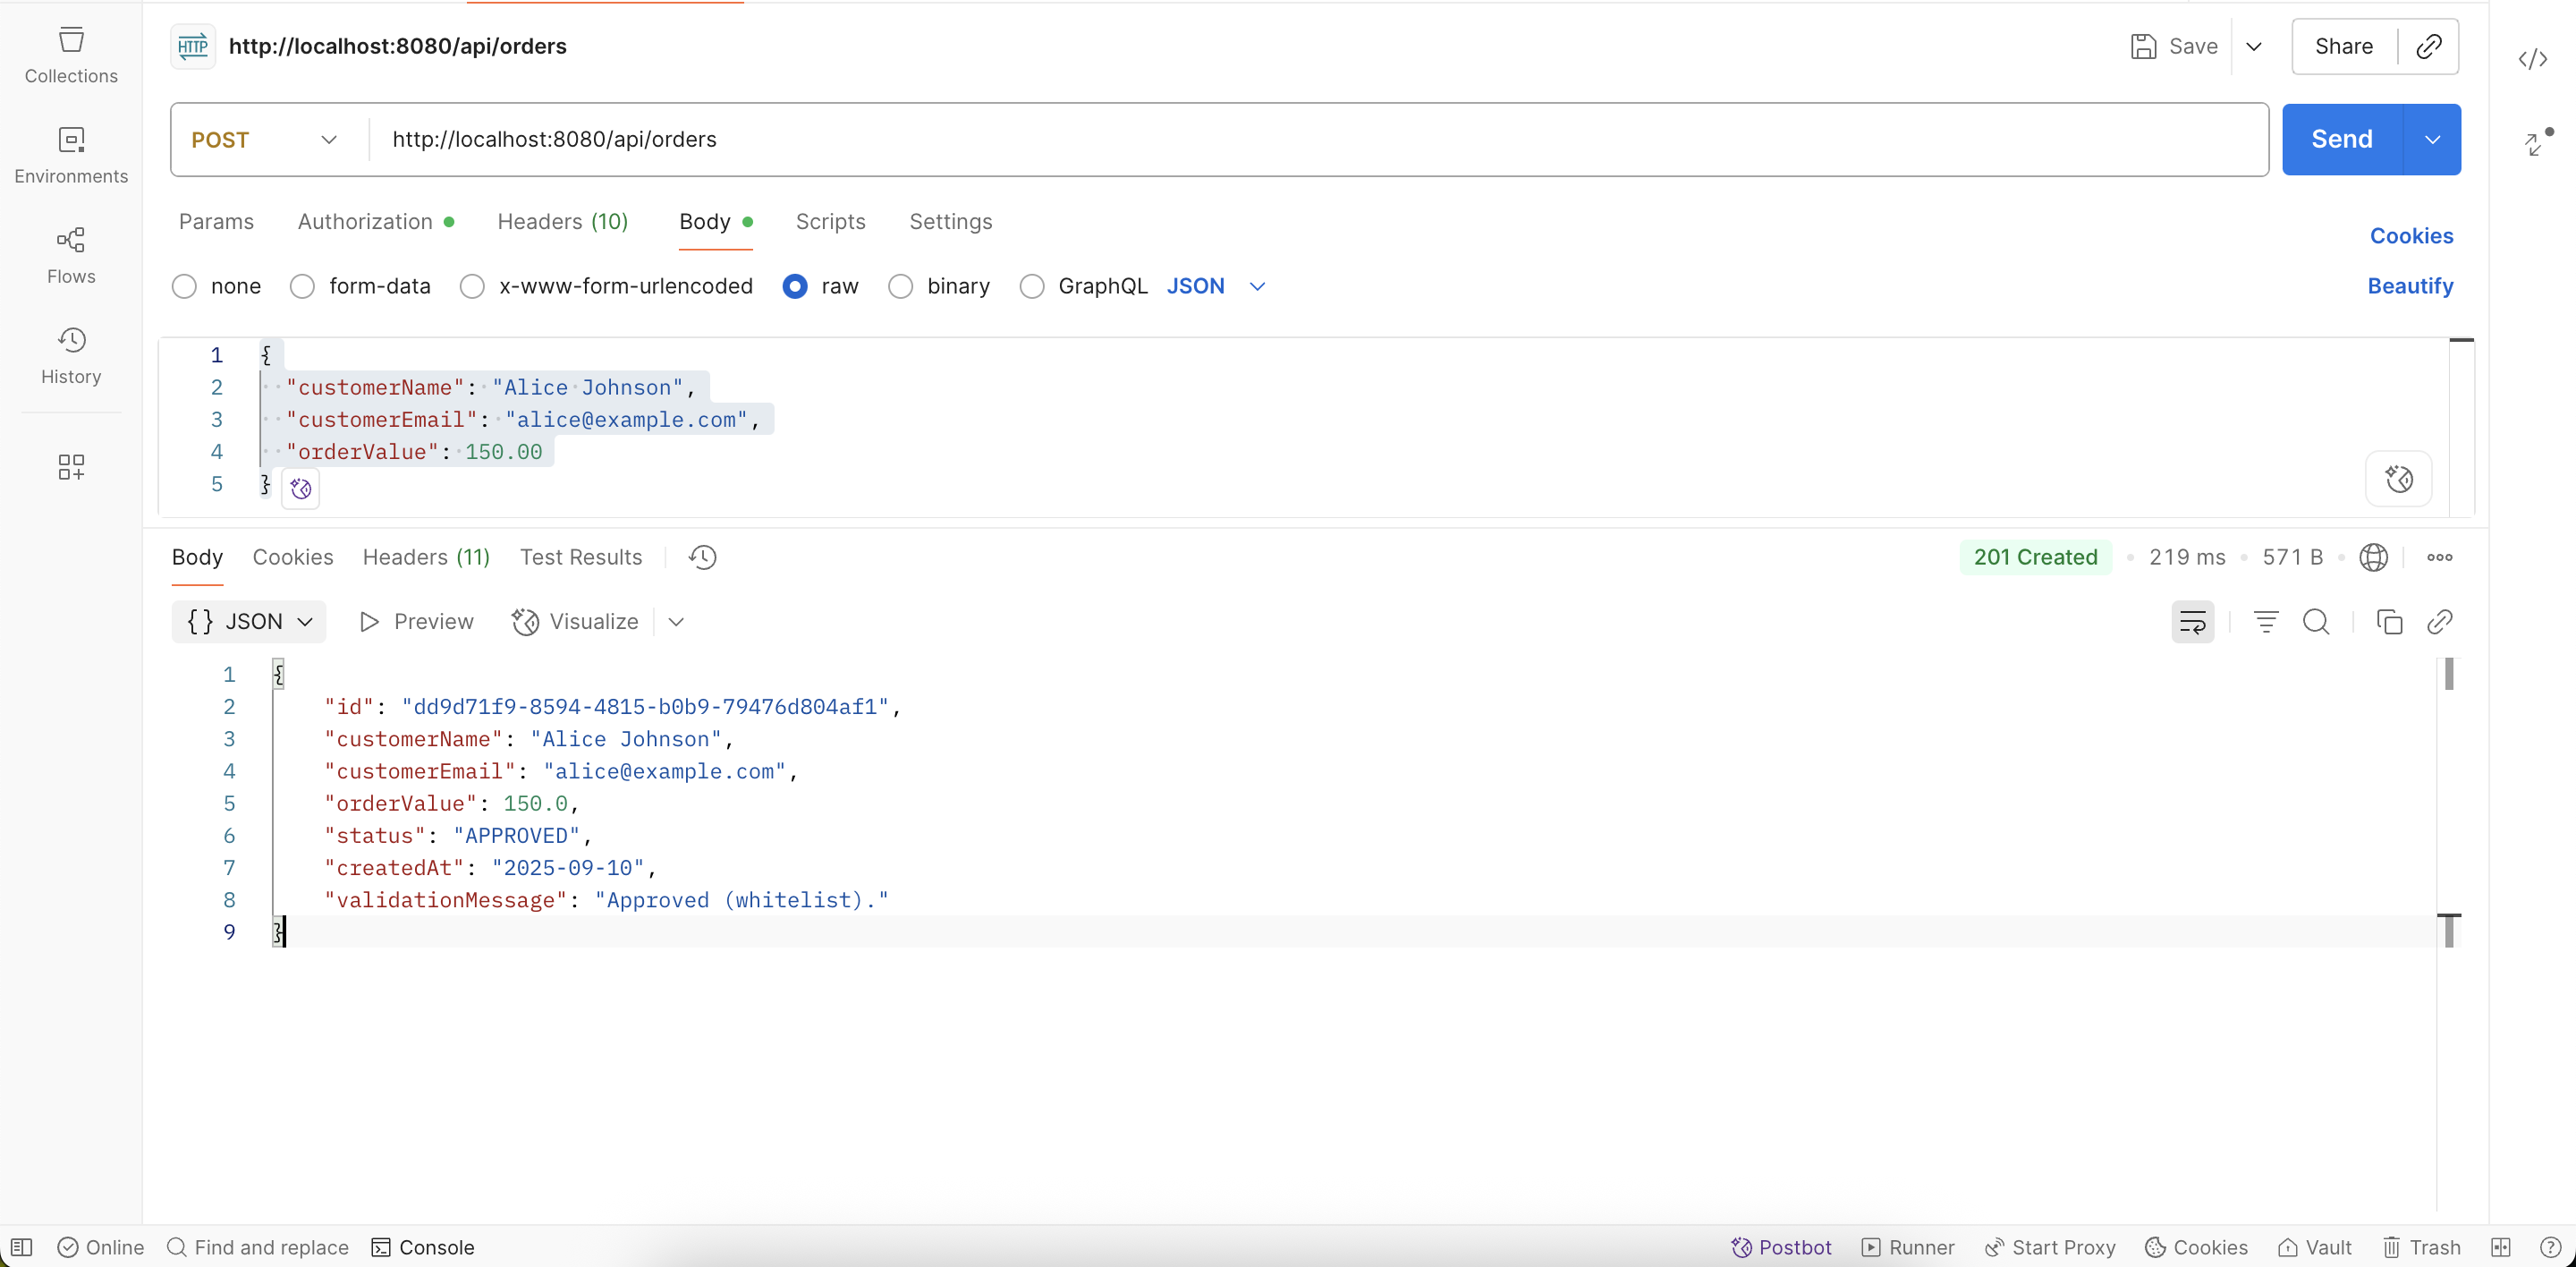 Collections
Environments
Flows
History
HTTP http://localhost:8080/api/orders
Save Share
POST http://localhost:8080/api/orders Send
Params Authorization Headers (10) Body Scripts Settings Cookies
none form-data x-www-form-urlencoded raw binary GraphQL JSON Beautify
1 {
2 "customerName": "Alice Johnson",
3 "customerEmail": "alice@example.com",
4 "orderValue": 150.00
5 }
Body Cookies Headers (11) Test Results 201 Created 219 ms 571 B
{} JSON Preview Visualize
1 {
2 "id": "dd9d71f9-8594-4815-b0b9-79476d804af1",
3 "customerName": "Alice Johnson",
4 "customerEmail": "alice@example.com",
5 "orderValue": 150.0,
6 "status": "APPROVED",
7 "createdAt": "2025-09-10",
8 "validationMessage": "Approved (whitelist)."
9 }
Online Find and replace Console Postbot Runner Start Proxy Cookies Vault Trash